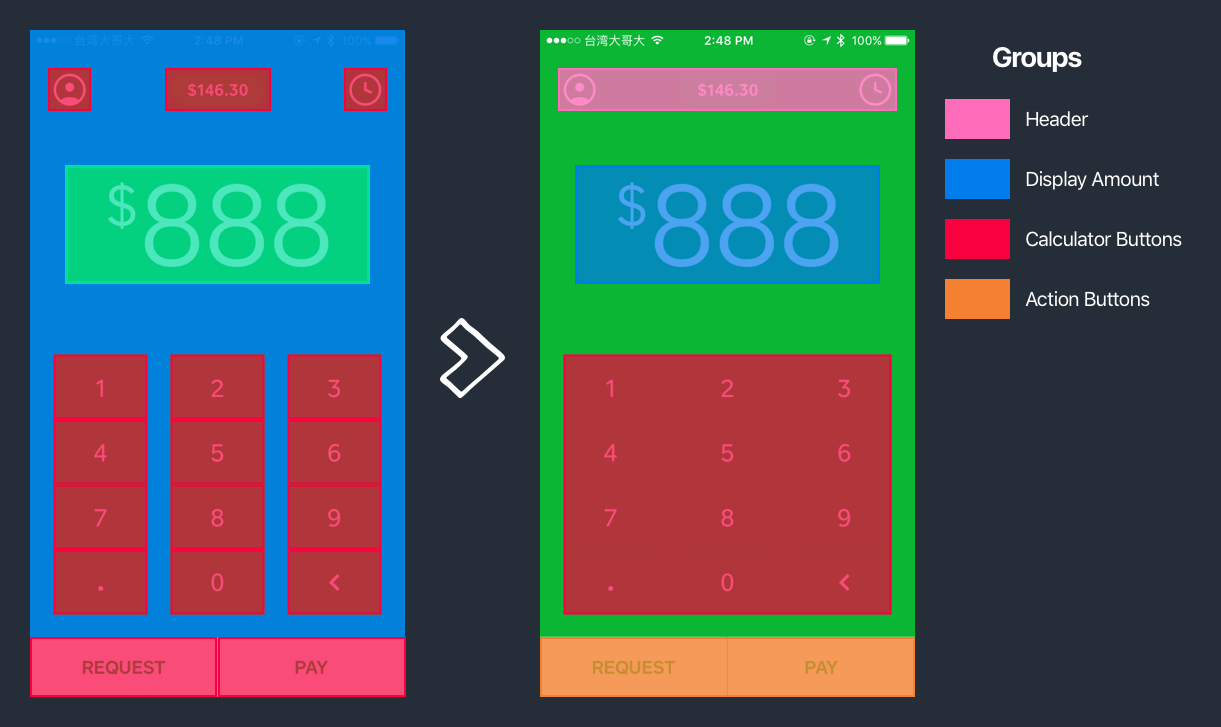 台湾大哥大 2:48 PM 100%
$146.30
$888
1 2 3
4 5 6
7 8 9
. 0 <
REQUEST PAY
台湾大哥大 2:48 PM 100%
$146.30
$888
1 2 3
4 5 6
7 8 9
. 0 <
REQUEST PAY
Groups
Header
Display Amount
Calculator Buttons
Action Buttons